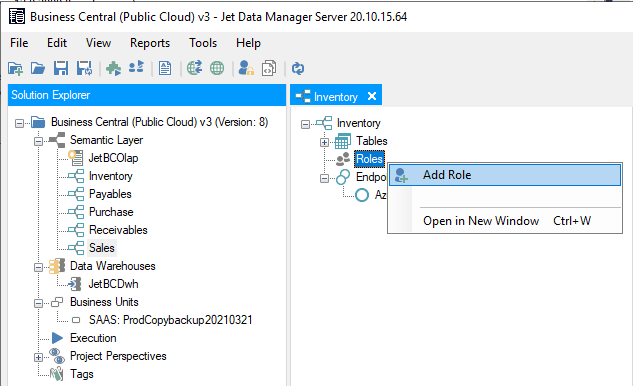 Business Central (Public Cloud) v3 - Jet Data Manager Server 20.10.15.64
File Edit View Reports Tools Help
Solution Explorer
Business Central (Public Cloud) v3 (Version: 8)
Semantic Layer
JetBCOlap
Inventory
Payables
Purchase
Receivables
Sales
Data Warehouses
JetBCDwh
Business Units
SAAS: ProdCopybackup20210321
Execution
Project Perspectives
Tags
Inventory
Inventory
Tables
Roles
Endpo
Az
Add Role
Open in New Window Ctrl+W